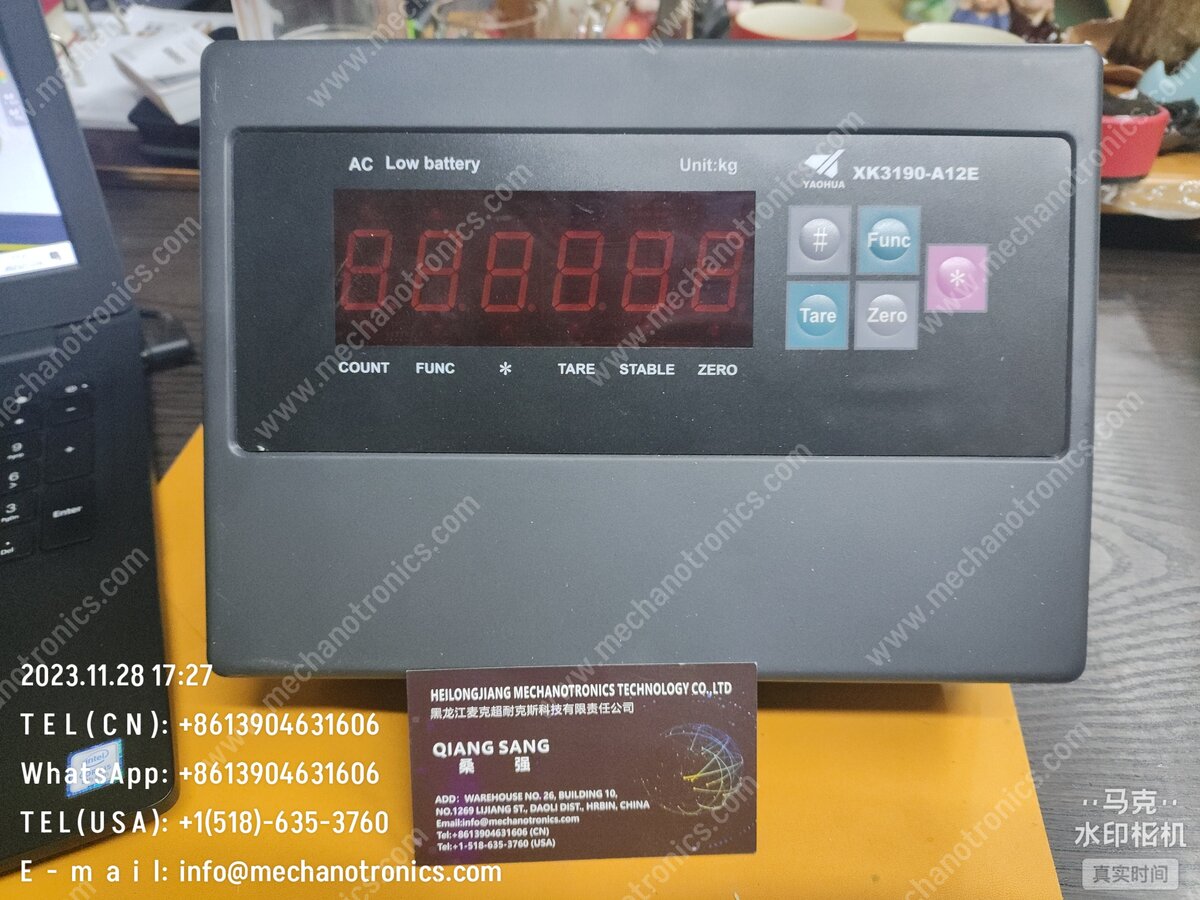 AC Low battery Unit:kg
YAOHUA XK3190-A12E
# Func
*
Tare Zero
COUNT FUNC * TARE STABLE ZERO
www.mechanotronics.com
9
6
3
Enter
Del
intel
HEILONGJIANG MECHANOTRONICS TECHNOLOGY CO.,LTD
黑龙江麦克超耐克斯科技有限责任公司
QIANG SANG
桑 强
ADD：WAREHOUSE NO. 26, BUILDING 10,
NO.1269 LIJIANG ST., DAOLI DIST., HRBIN, CHINA
Email:info@mechanotronics.com
Tel:+8613904631606 (CN)
Tel:+1-518-635-3760 (USA)
2023.11.28 17:27
TEL(CN): +8613904631606
WhatsApp: +8613904631606
TEL(USA): +1(518)-635-3760
E-mail: info@mechanotronics.com
马克
水印相机
真实时间